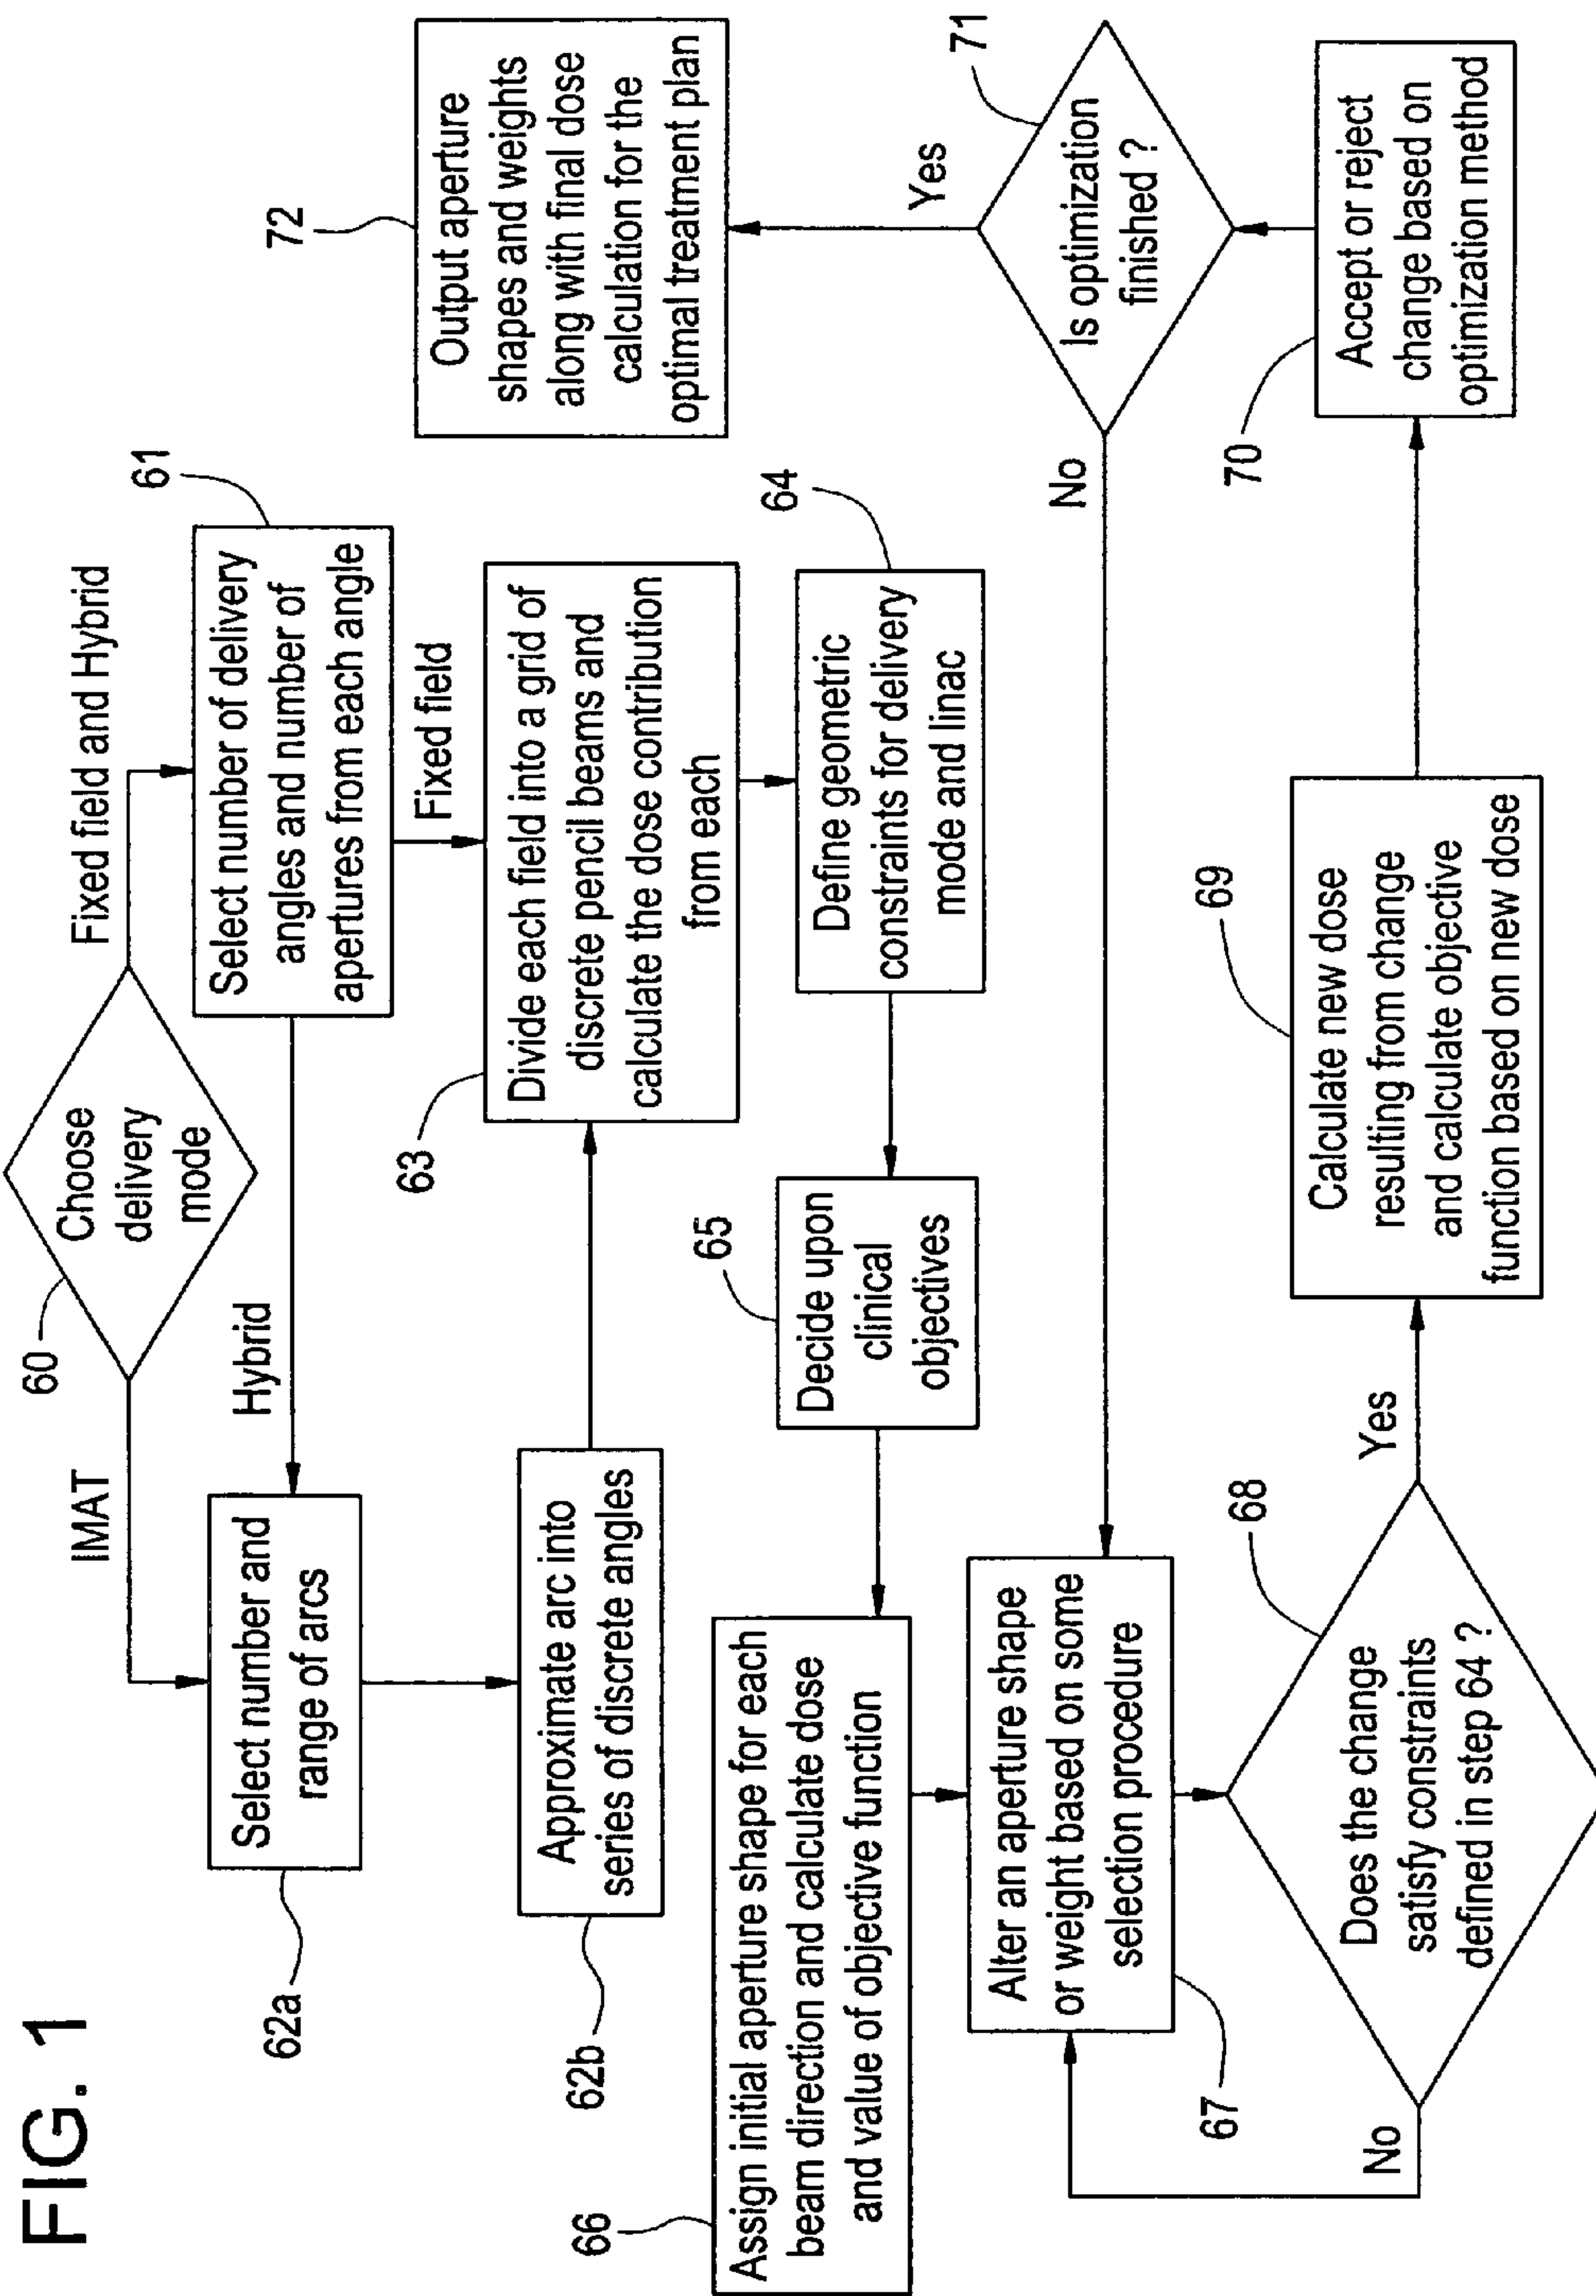 FIG. 1
60
Choose
delivery
mode
IMAT
Fixed field and Hybrid
Hybrid
61
Select number of delivery
angles and number of
apertures from each angle
Fixed field
62a
Select number and
range of arcs
62b
Approximate arc into
series of discrete angles
63
Divide each field into a grid of
discrete pencil beams and
calculate the dose contribution
from each
64
Define geometric
constraints for delivery
mode and linac
65
Decide upon
clinical
objectives
66
Assign initial aperture shape for each
beam direction and calculate dose
and value of objective function
67
Alter an aperture shape
or weight based on some
selection procedure
68
Does the change
satisfy constraints
defined in step 64 ?
No
Yes
69
Calculate new dose
resulting from change
and calculate objective
function based on new dose
70
Accept or reject
change based on
optimization method
71
Is optimization
finished ?
No
Yes
72
Output aperture
shapes and weights
along with final dose
calculation for the
optimal treatment plan